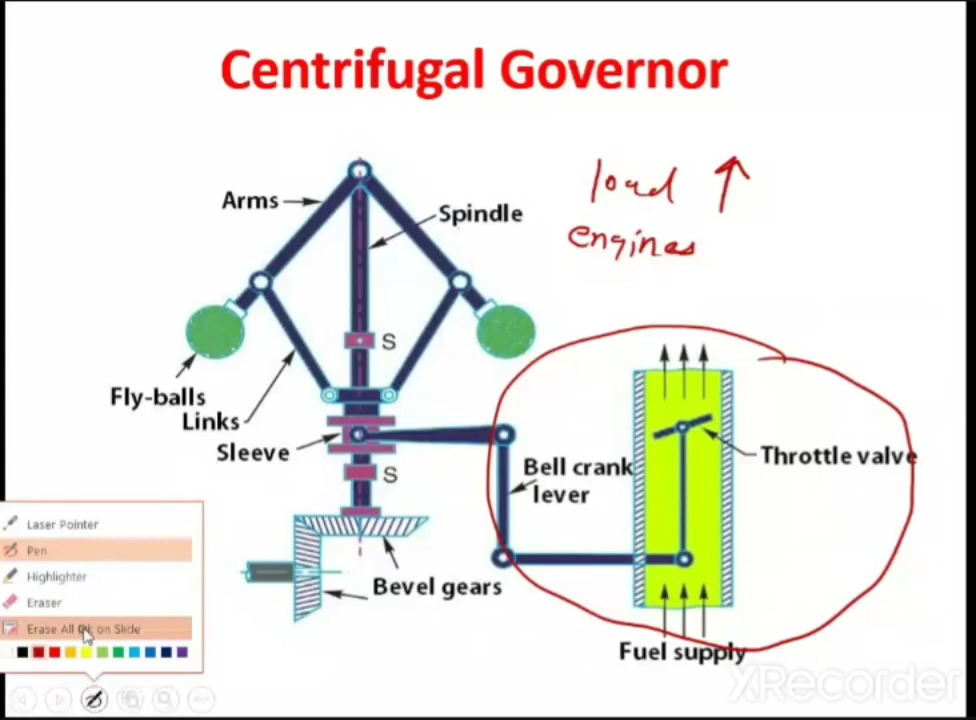 Centrifugal Governor
load ↑
engines
Arms
Spindle
S
Fly-balls
Links
Sleeve
S
Bell crank
lever
Throttle valve
Bevel gears
Fuel supply
Laser Pointer
Pen
Highlighter
Eraser
Erase All Ink on Slide
XRecorder